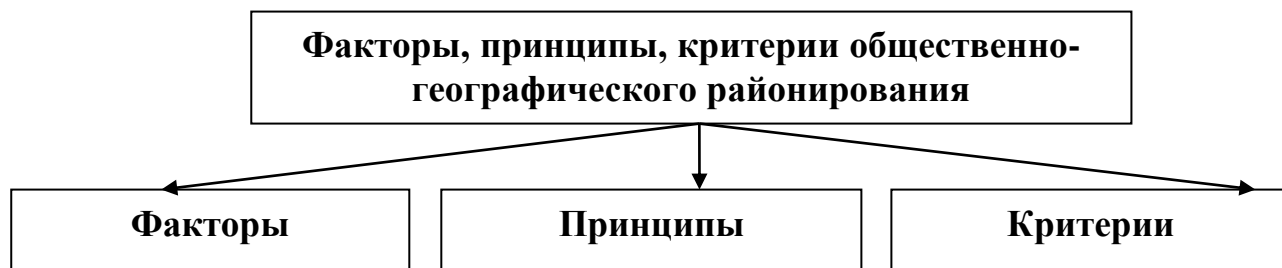 Факторы, принципы, критерии общественно-
географического районирования
Факторы
Принципы
Критерии